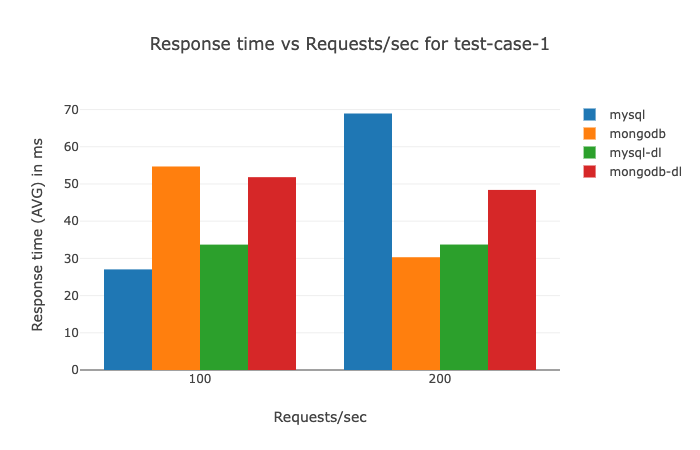 Response time vs Requests/sec for test-case-1
Response time (AVG) in ms
70
60
50
40
30
20
10
0
100
200
Requests/sec
mysql
mongodb
mysql-dl
mongodb-dl